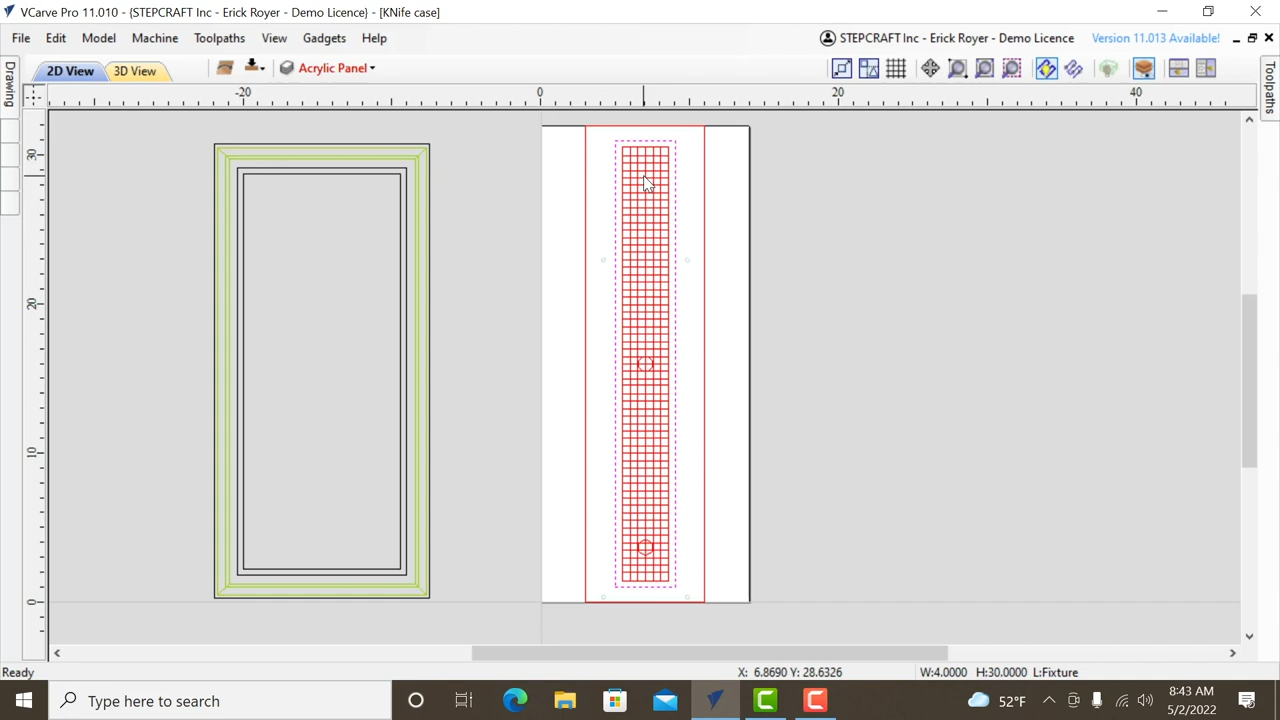 VCarve Pro 11.010 - {STEPCRAFT Inc - Erick Royer - Demo Licence} - [KNife case]
File Edit Model Machine Toolpaths View Gadgets Help STEPCRAFT Inc - Erick Royer - Demo Licence Version 11.013 Available!
2D View 3D View Acrylic Panel
Drawing
Toolpaths
-20 0 20 40
30
20
10
0
Ready X: 6.8690 Y: 28.6326 W:4.0000 H:30.0000 L:Fixture
Type here to search 52°F 8:43 AM
5/2/2022